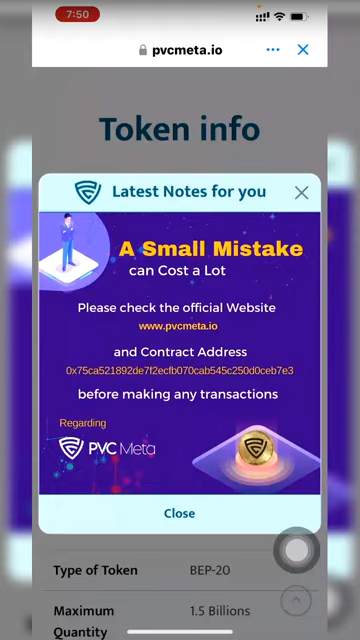 7:50
pvcmeta.io
Token info
Latest Notes for you
A Small Mistake
can Cost a Lot
Please check the official Website
www.pvcmeta.io
and Contract Address
0x75ca521892de7f2ecfb070cab545c250d0ceb7e3
before making any transactions
Regarding
PVC Meta
Close
Type of Token BEP-20
Maximum 1.5 Billions
Quantity